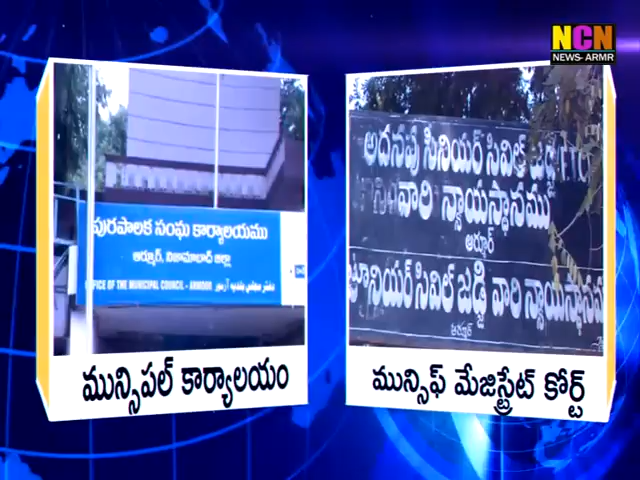 NCN
NEWS- ARMR
పురపాలక సంఘ కార్యాలయము
ఆర్మూర్, నిజామాబాద్ జిల్లా
OFFICE OF THE MUNICIPAL COUNCIL - ARMOOR
మున్సిపల్ కార్యాలయం
అదనపు సీనియర్ సివిల్ జడ్జి
వారి న్యాయస్థానము
ఆర్మూర్
జూనియర్ సివిల్ జడ్జి వారి న్యాయస్థానము
ఆర్మూర్
మున్సిఫ్ మేజిస్ట్రేట్ కోర్ట్